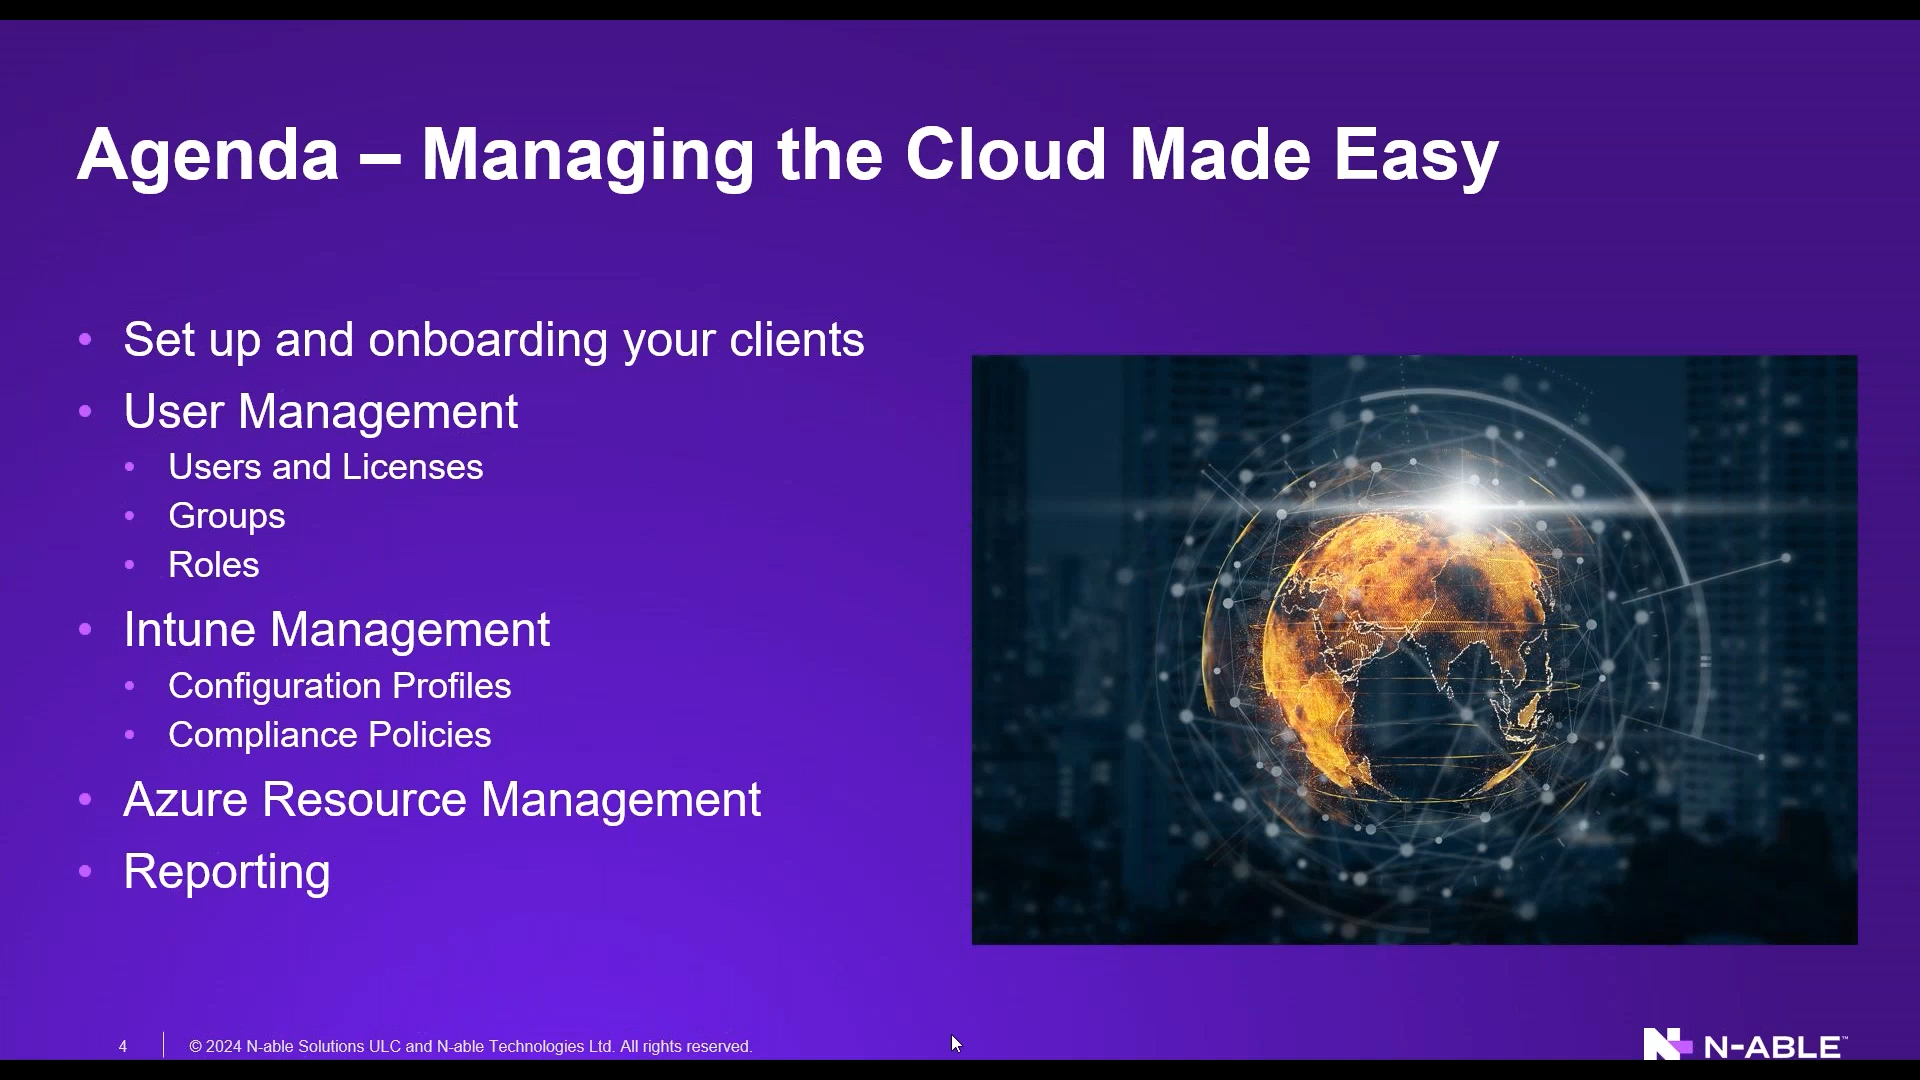 Agenda – Managing the Cloud Made Easy
• Set up and onboarding your clients
• User Management
• Users and Licenses
• Groups
• Roles
• Intune Management
• Configuration Profiles
• Compliance Policies
• Azure Resource Management
• Reporting
4
© 2024 N-able Solutions ULC and N-able Technologies Ltd. All rights reserved.
N-ABLE™